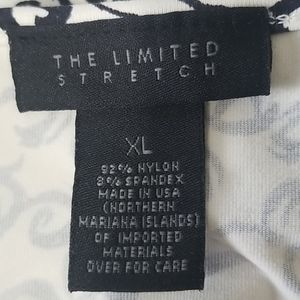 THE LIMITED
STRETCH
XL
92% NYLON
8% SPANDEX
MADE IN USA
(NORTHERN
MARIANA ISLANDS)
OF IMPORTED
MATERIALS
OVER FOR CARE